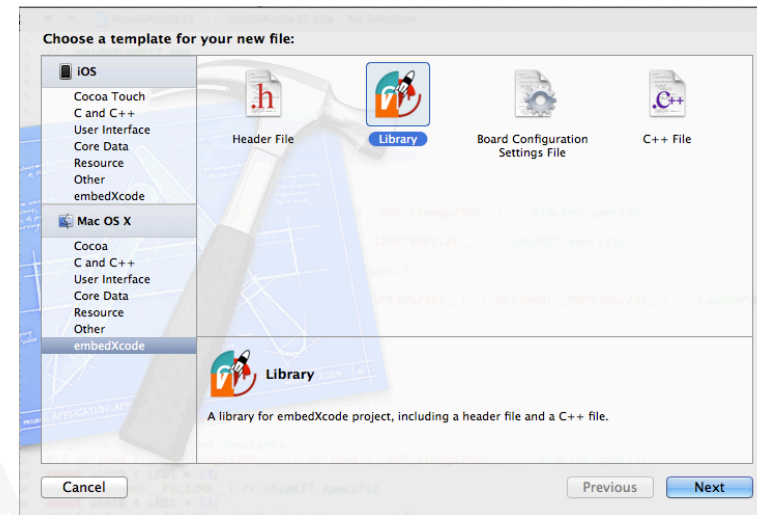 Choose a template for your new file:
iOS
Cocoa Touch
C and C++
User Interface
Core Data
Resource
Other
embedXcode
Mac OS X
Cocoa
C and C++
User Interface
Core Data
Resource
Other
embedXcode
.h
.C++
Header File
Library
Board Configuration
Settings File
C++ File
Library
A library for embedXcode project, including a header file and a C++ file.
Cancel
Previous
Next